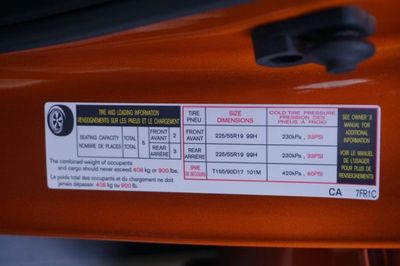 TIRE AND LOADING INFORMATION
RENSEIGNEMENTS SUR LES PNEUS ET LE CHARGEMENT
SEATING CAPACITY TOTAL 5 FRONT AVANT 2
NOMBRE DE PLACES TOTAL REAR ARRIÈRE 3
The combined weight of occupants
and cargo should never exceed 408 kg or 900 lbs.
Le poids total des occupants et du chargement ne doit
jamais dépasser 408 kg ou 900 lb.
TIRE PNEU SIZE DIMENSIONS COLD TIRE PRESSURE PRESSION DES PNEUS À FROID
FRONT AVANT 225/55R19 99H 230kPa, 33PSI
REAR ARRIÈRE 225/55R19 99H 230kPa, 33PSI
SPARE DE SECOURS T155/90D17 101M 420kPa, 60PSI
SEE OWNER'S
MANUAL FOR
ADDITIONAL
INFORMATION
VOIR LE MANUEL
DE L'USAGER
POUR PLUS DE
RENSEIGNEMENTS
CA 7FR1C